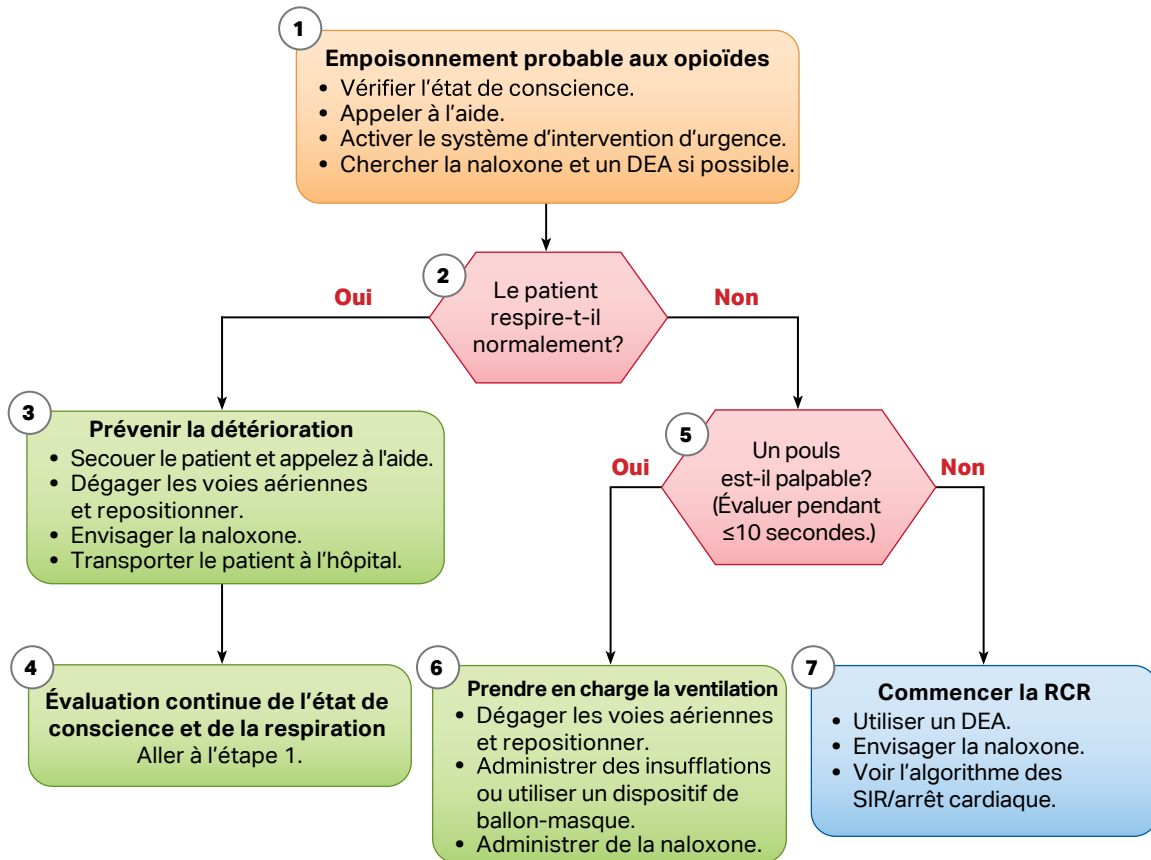 1
Empoisonnement probable aux opioïdes
• Vérifier l'état de conscience.
• Appeler à l'aide.
• Activer le système d'intervention d'urgence.
• Chercher la naloxone et un DEA si possible.
2
Le patient
respire-t-il
normalement?
Oui
Non
3
Prévenir la détérioration
• Secouer le patient et appelez à l'aide.
• Dégager les voies aériennes
et repositionner.
• Envisager la naloxone.
• Transporter le patient à l'hôpital.
4
Évaluation continue de l'état de
conscience et de la respiration
Aller à l'étape 1.
5
Un pouls
est-il palpable?
(Évaluer pendant
≤10 secondes.)
Oui
Non
6
Prendre en charge la ventilation
• Dégager les voies aériennes
et repositionner.
• Administrer des insufflations
ou utiliser un dispositif de
ballon-masque.
• Administrer de la naloxone.
7
Commencer la RCR
• Utiliser un DEA.
• Envisager la naloxone.
• Voir l'algorithme des
SIR/arrêt cardiaque.